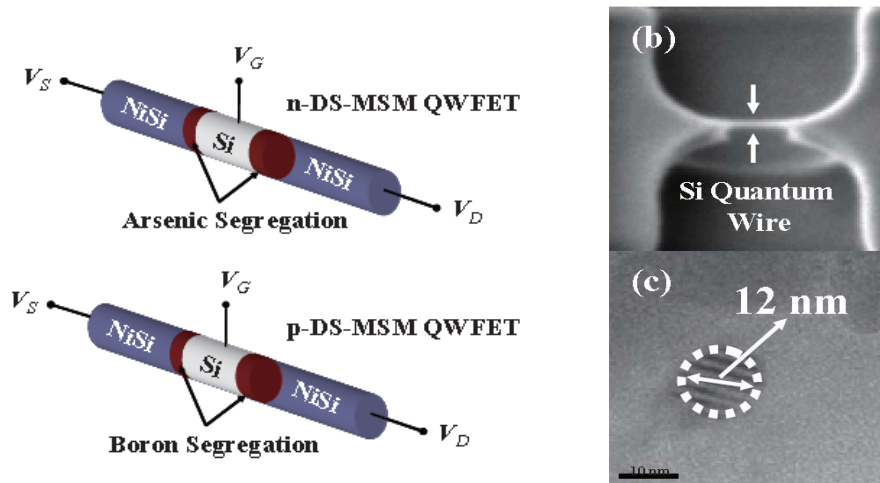 V_S
V_G
NiSi
Si
NiSi
n-DS-MSM QWFET
Arsenic Segregation
V_D
V_S
V_G
NiSi
Si
NiSi
p-DS-MSM QWFET
Boron Segregation
V_D
(b)
Si Quantum
Wire
(c)
12 nm
10 nm